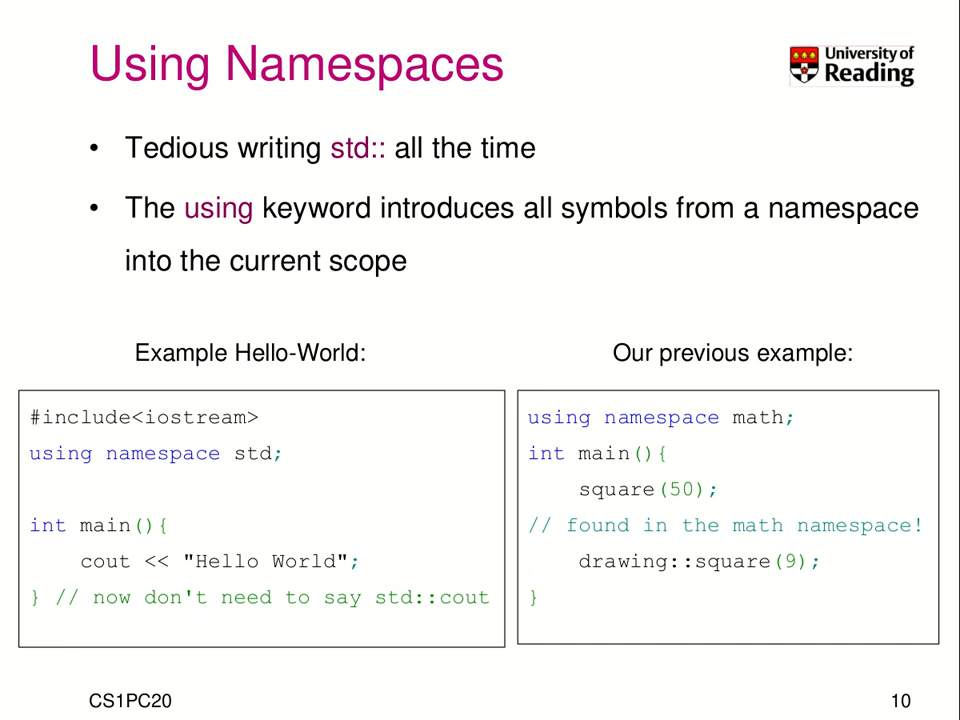 Using Namespaces
University of
Reading
• Tedious writing std:: all the time
• The using keyword introduces all symbols from a namespace
into the current scope
Example Hello-World:
#include<iostream>
using namespace std;
int main(){
    cout << "Hello World";
} // now don't need to say std::cout
Our previous example:
using namespace math;
int main(){
    square(50);
// found in the math namespace!
    drawing::square(9);
}
CS1PC20
10